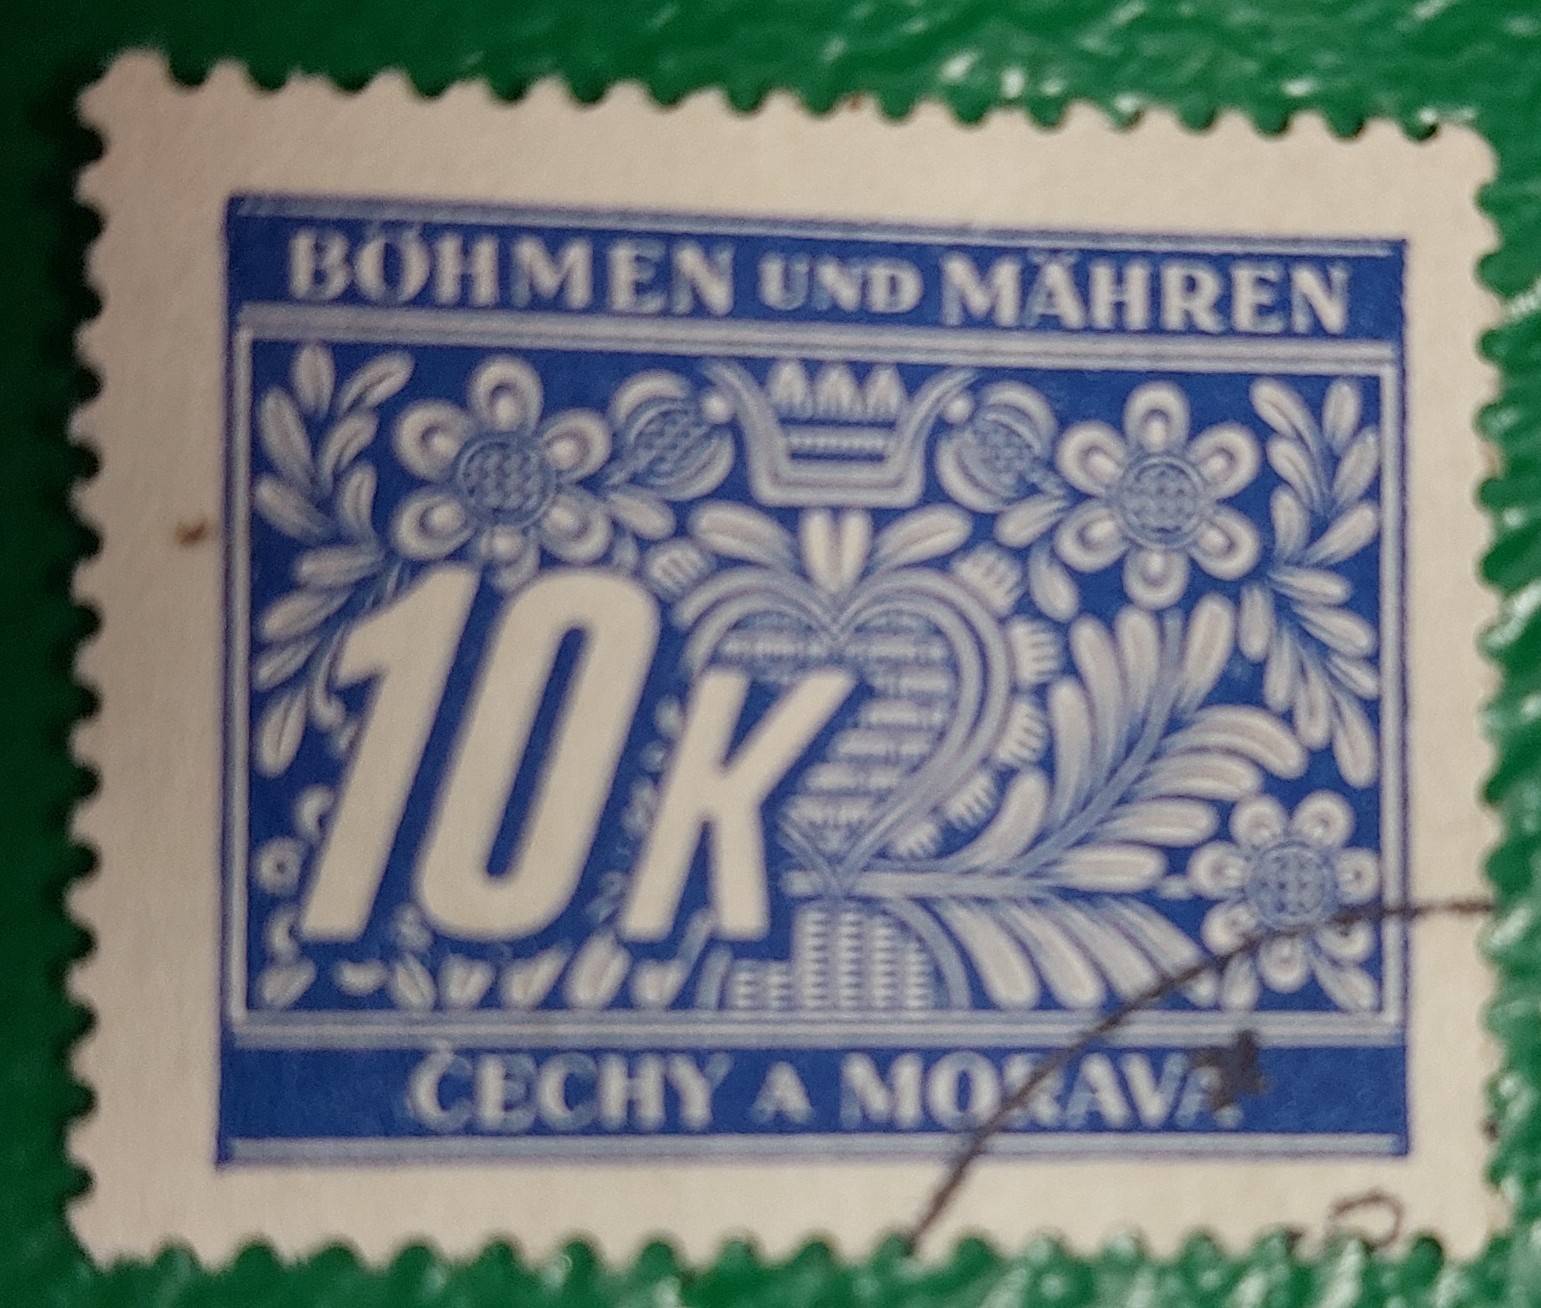 BÖHMEN UND MÄHREN
10K
ČECHY A MORAVA